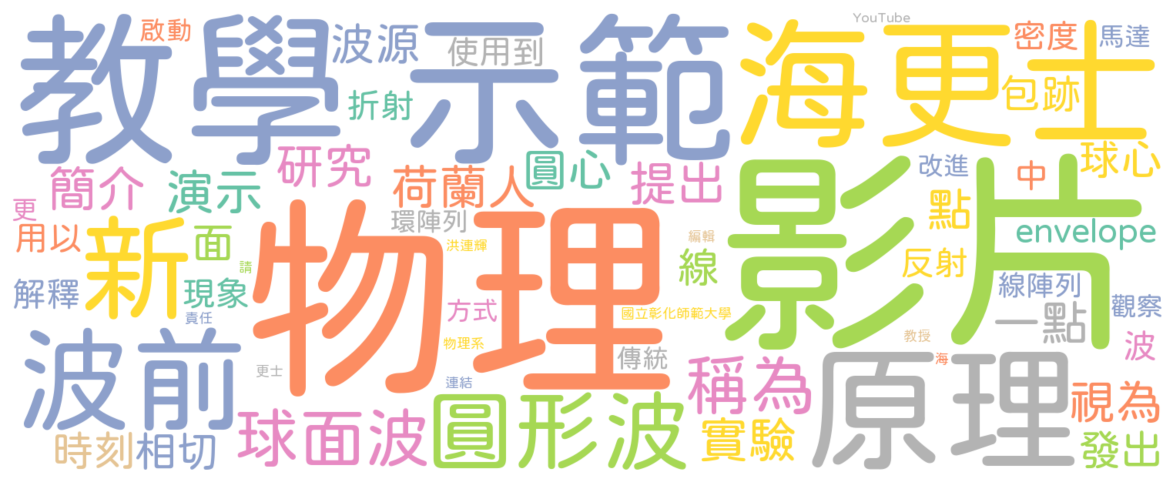 教學
示範
海更士
YouTube
啟動
波源
使用到
密度
馬達
折射
包跡
簡介
演示
研究
荷蘭人
圓心
提出
改進
中
球心
更
用以
新
面
環陣列
洪連輝
編輯
線
影片
點
反射
envelope
請
解釋
現象
物理
方式
國立彰化師範大學
線陣列
觀察
責任
一點
波前
物理系
傳統
教授
波
更士
連結
海
原理
時刻
相切
球面波
圓形波
稱為
實驗
視為
發出